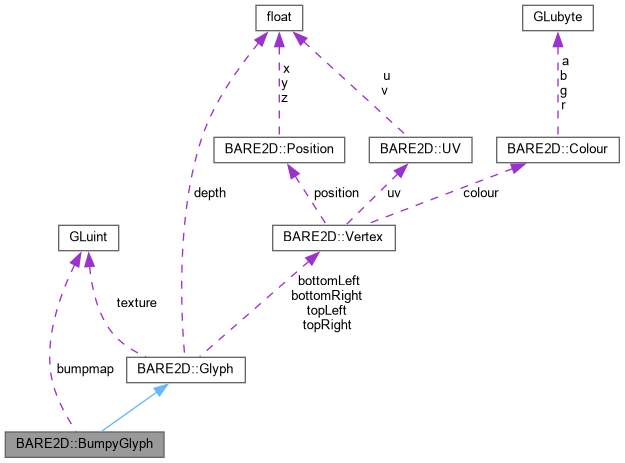 float
GLubyte
x
y
z
u
v
a
b
g
r
BARE2D::Position
BARE2D::UV
BARE2D::Colour
depth
position
uv
colour
GLuint
BARE2D::Vertex
bottomLeft
bottomRight
topLeft
topRight
texture
bumpmap
BARE2D::Glyph
BARE2D::BumpyGlyph